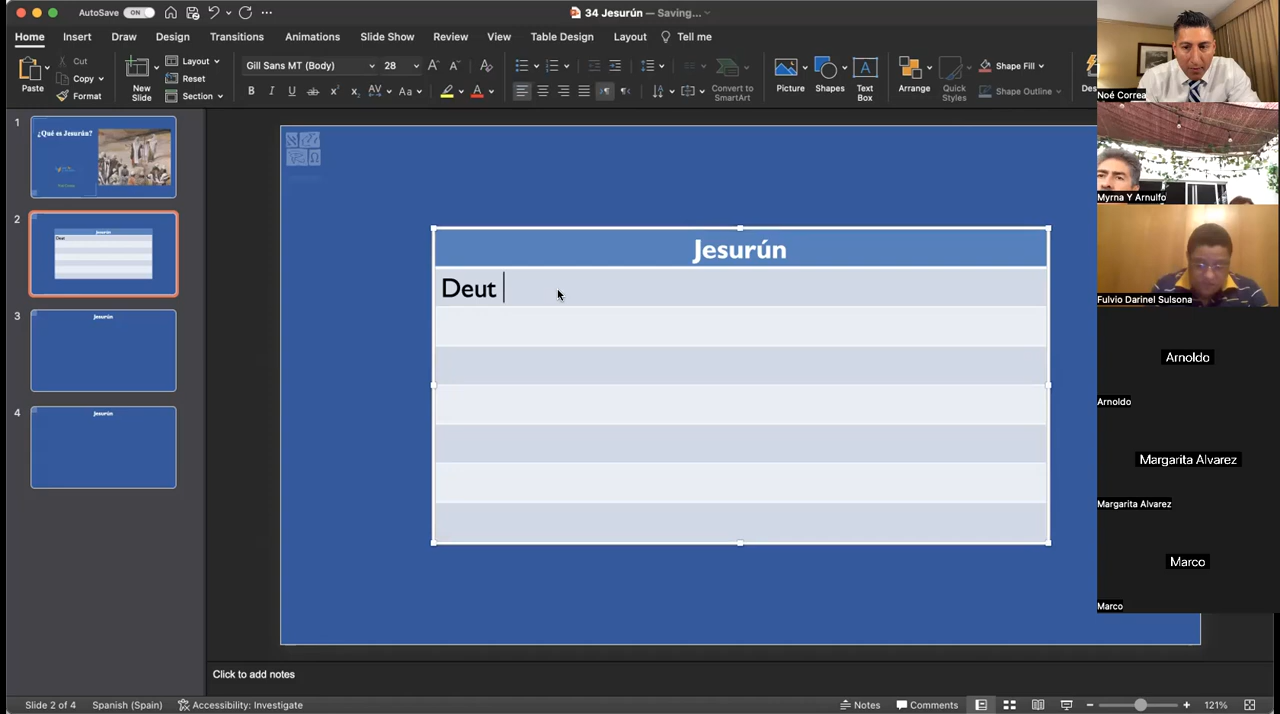 AutoSave ON
34 Jesurún — Saving...
Home Insert Draw Design Transitions Animations Slide Show Review View Table Design Layout Tell me
Paste
Cut
Copy
Format
New Slide
Layout
Reset
Section
Gill Sans MT (Body) 28
Convert to SmartArt
Picture
Shapes
Text Box
Arrange
Quick Styles
Shape Fill
Shape Outline
1
¿Qué es Jesurún?
2
Jesurún
Deut
3
Jesurún
4
Jesurún
Jesurún
Deut
Click to add notes
Slide 2 of 4
Spanish (Spain)
Accessibility: Investigate
Notes
Comments
121%
Noé Correa
Myrna Y Arnulfo
Fulvio Darinel Sulsona
Arnoldo
Arnoldo
Margarita Alvarez
Margarita Alvarez
Marco
Marco